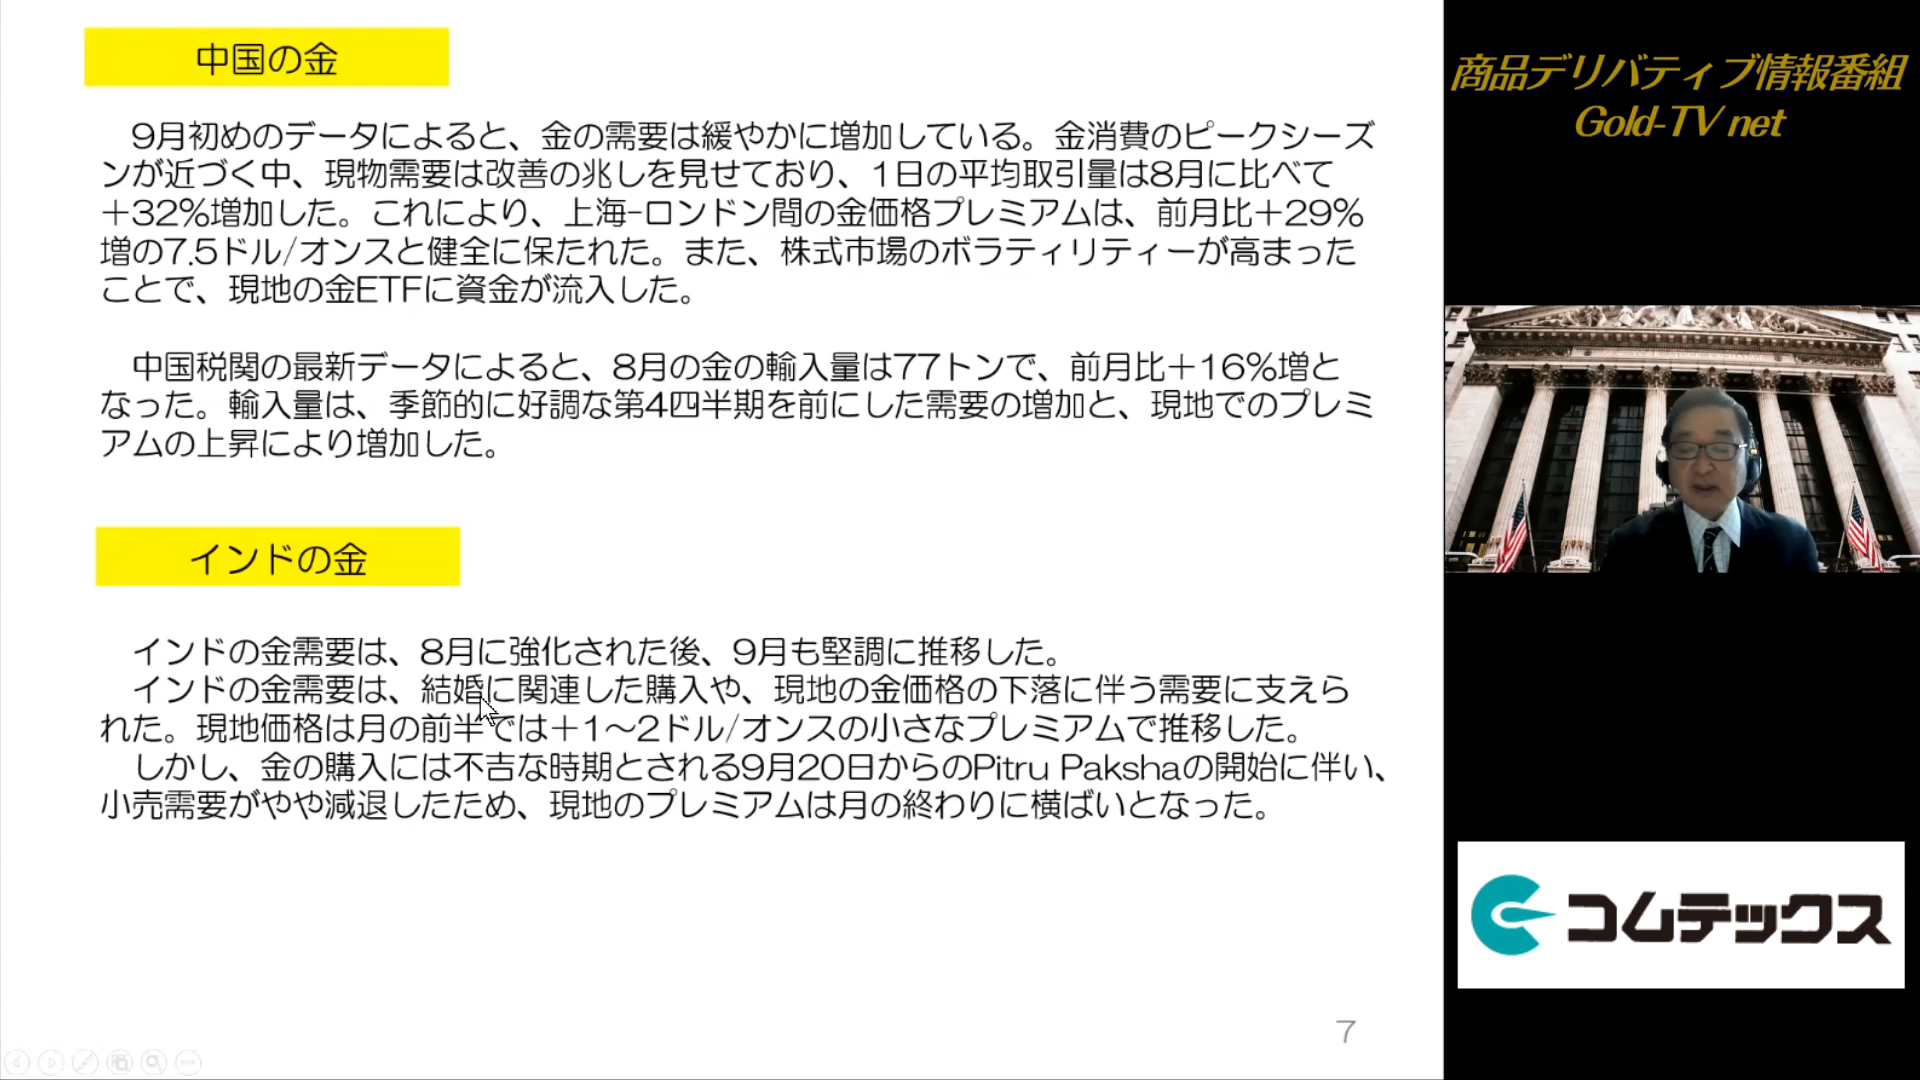 中国の金
9月初めのデータによると、金の需要は緩やかに増加している。金消費のピークシーズ
ンが近づく中、現物需要は改善の兆しを見せており、1日の平均取引量は8月に比べて
＋32%増加した。これにより、上海-ロンドン間の金価格プレミアムは、前月比＋29%
増の7.5ドル/オンスと健全に保たれた。また、株式市場のボラティリティーが高まった
ことで、現地の金ETFに資金が流入した。
中国税関の最新データによると、8月の金の輸入量は77トンで、前月比＋16%増と
なった。輸入量は、季節的に好調な第4四半期を前にした需要の増加と、現地でのプレミ
アムの上昇により増加した。
インドの金
インドの金需要は、8月に強化された後、9月も堅調に推移した。
インドの金需要は、結婚に関連した購入や、現地の金価格の下落に伴う需要に支えら
れた。現地価格は月の前半では＋1～2ドル/オンスの小さなプレミアムで推移した。
しかし、金の購入には不吉な時期とされる9月20日からのPitru Pakshaの開始に伴い、
小売需要がやや減退したため、現地のプレミアムは月の終わりに横ばいとなった。
7
商品デリバティブ情報番組
Gold-TV net
コムテックス